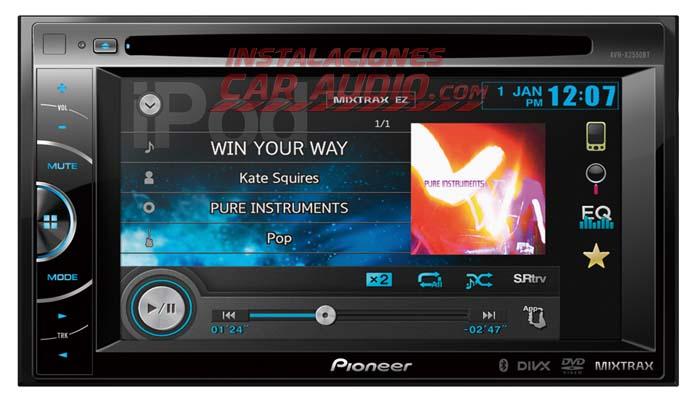 AVH-X2550BT
INSTALACIONES
CAR AUDIO.COM
iPod
MIXTRAX EZ
1 JAN
PM 12:07
1/1
WIN YOUR WAY
Kate Squires
PURE INSTRUMENTS
Pop
PURE INSTRUMENTS
EQ
VOL
MUTE
MODE
TRK
x2
All
S.Rtrv
App
01'24"
-02'47"
Pioneer
DIVX
DVD
VIDEO
MIXTRAX